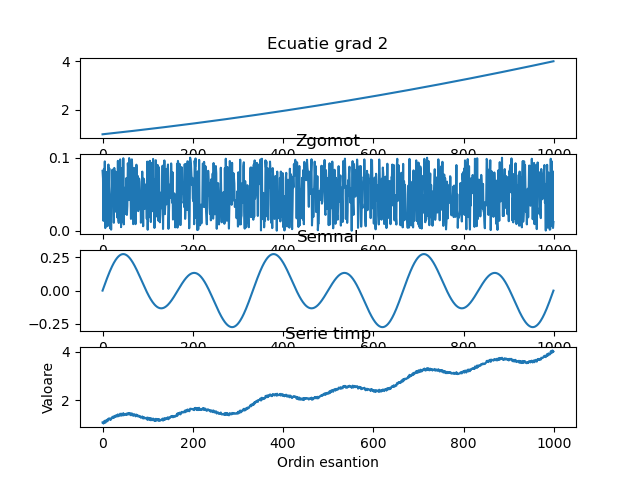 Ecuatie grad 2
4
2
0 200 400 600 800 1000
Zgomot
0.1
0.0
0 200 400 600 800 1000
Semnal
0.25
0.00
−0.25
0 200 400 600 800 1000
Serie timp
4
2
Valoare
0 200 400 600 800 1000
Ordin esantion